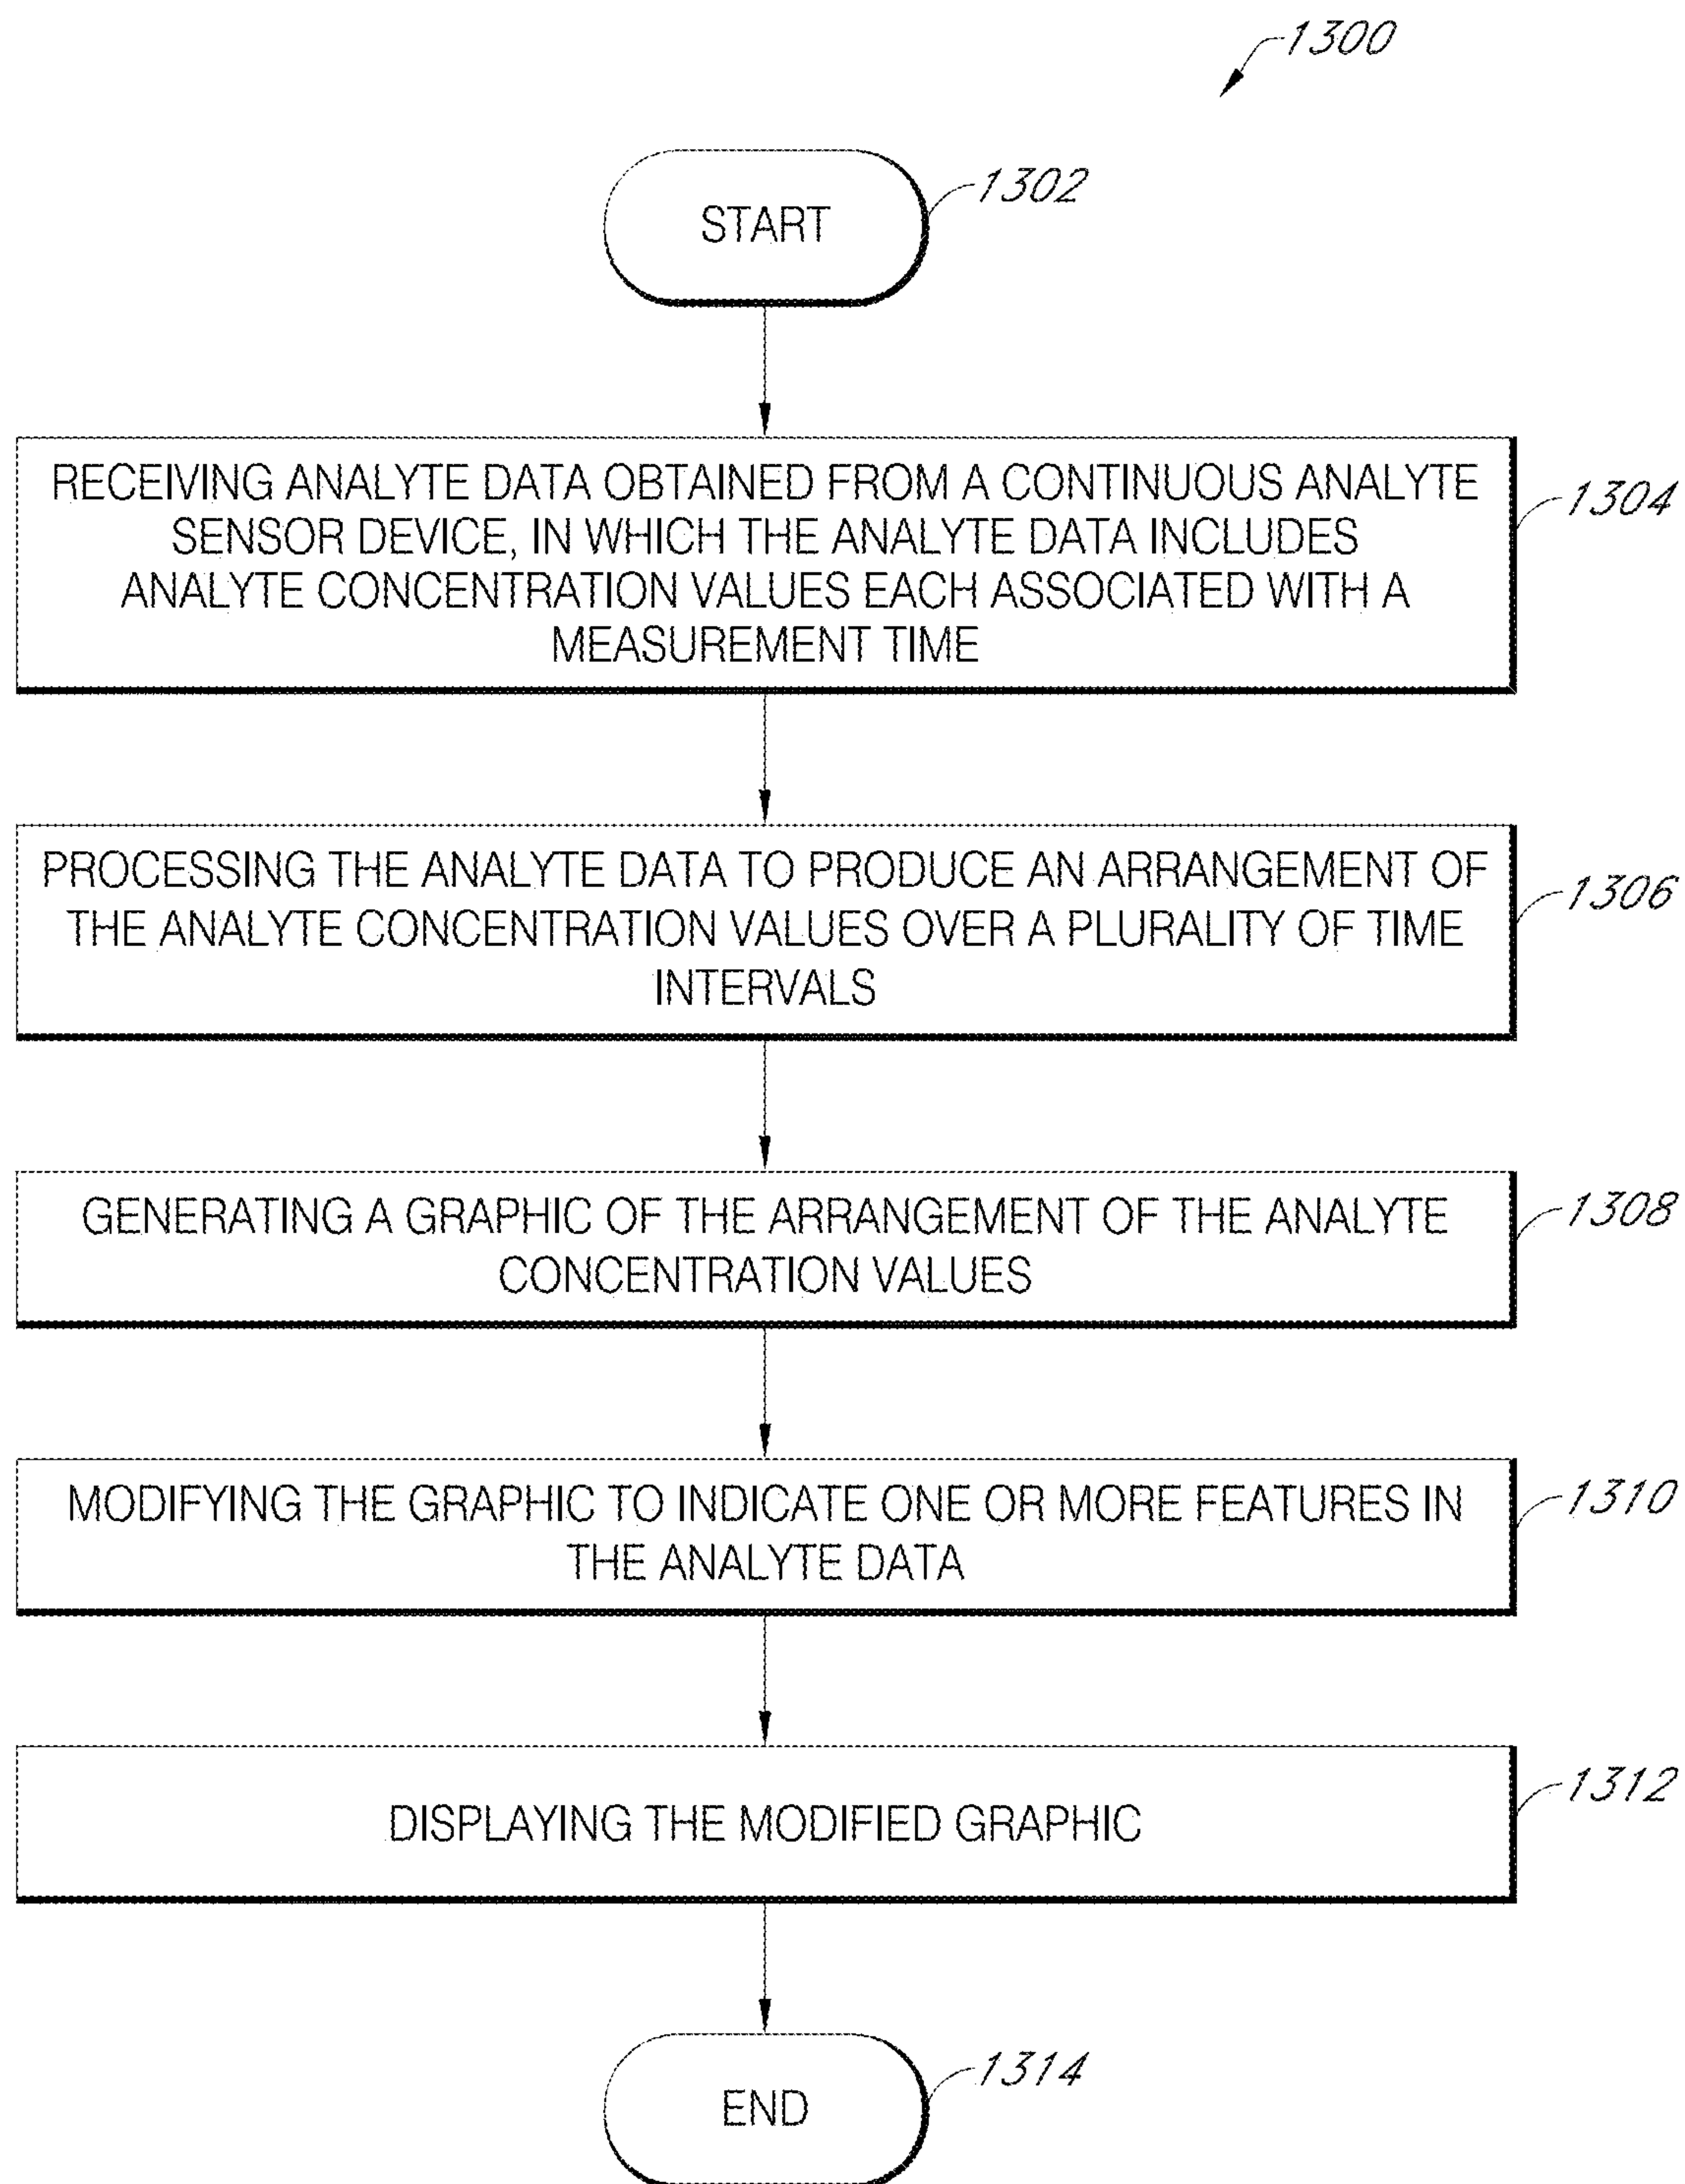 1300
START
1302
RECEIVING ANALYTE DATA OBTAINED FROM A CONTINUOUS ANALYTE
SENSOR DEVICE, IN WHICH THE ANALYTE DATA INCLUDES
ANALYTE CONCENTRATION VALUES EACH ASSOCIATED WITH A
MEASUREMENT TIME
1304
PROCESSING THE ANALYTE DATA TO PRODUCE AN ARRANGEMENT OF
THE ANALYTE CONCENTRATION VALUES OVER A PLURALITY OF TIME
INTERVALS
1306
GENERATING A GRAPHIC OF THE ARRANGEMENT OF THE ANALYTE
CONCENTRATION VALUES
1308
MODIFYING THE GRAPHIC TO INDICATE ONE OR MORE FEATURES IN
THE ANALYTE DATA
1310
DISPLAYING THE MODIFIED GRAPHIC
1312
END
1314